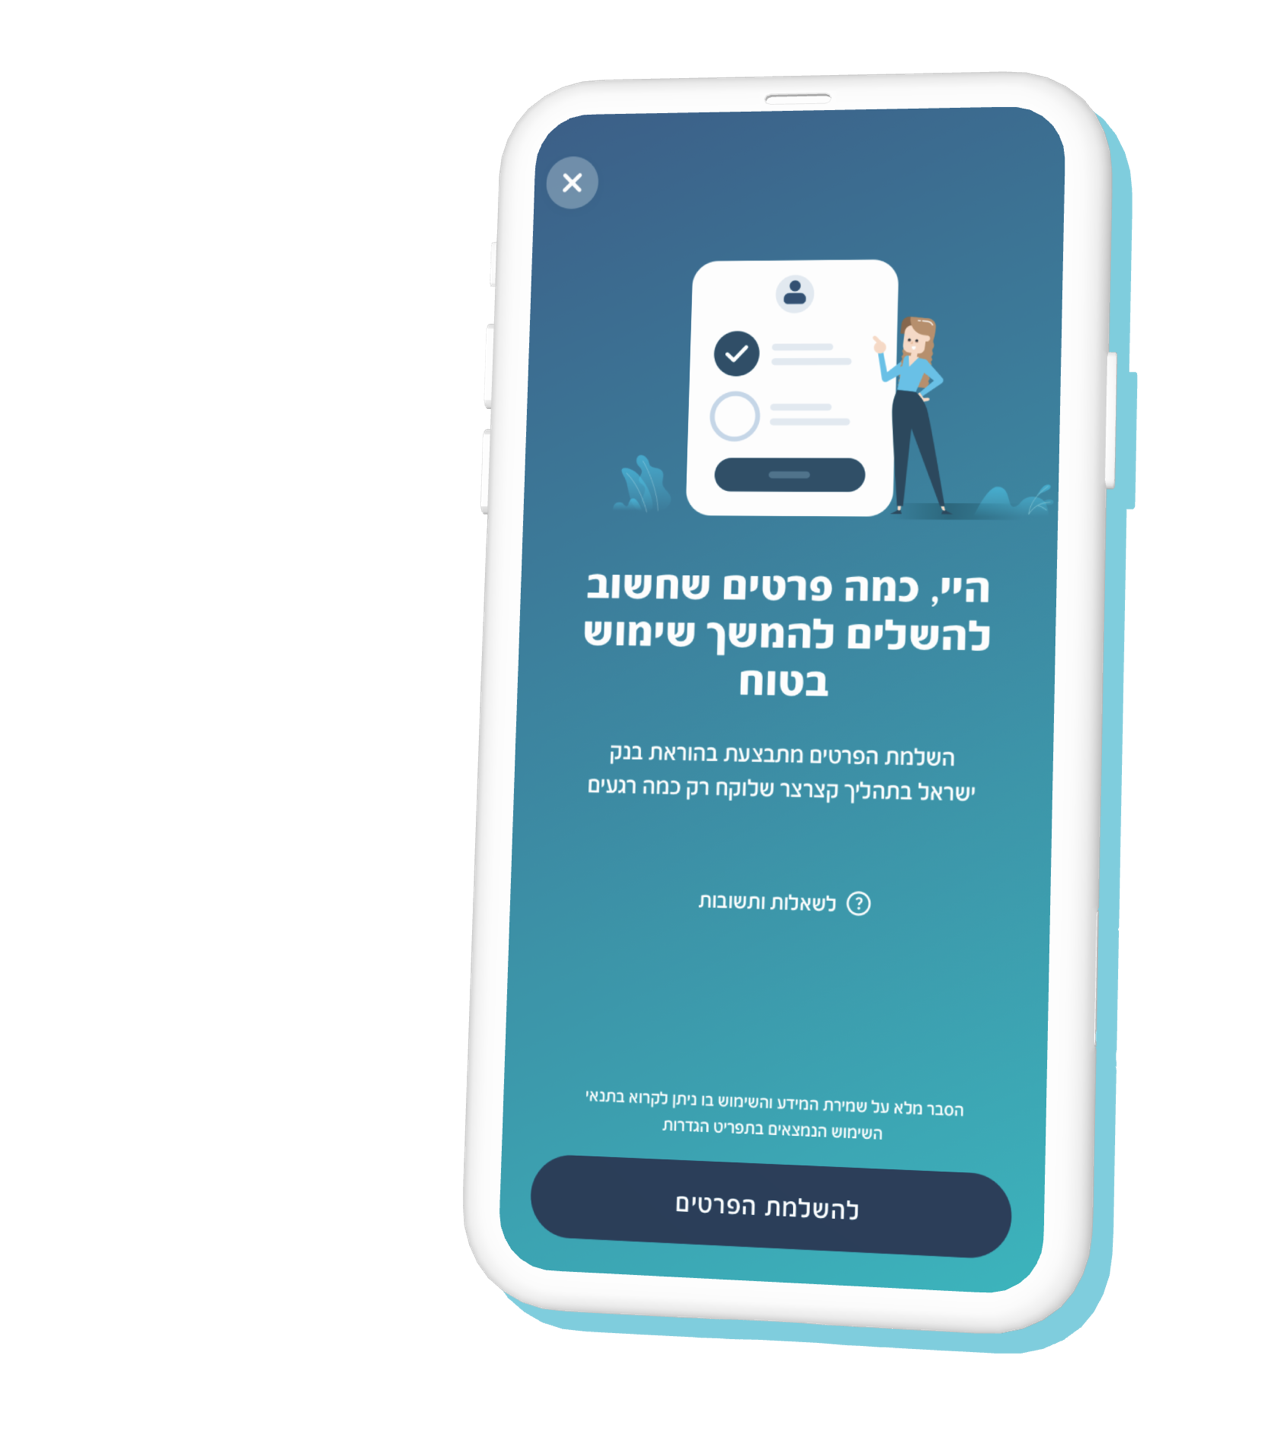 היי, כמה פרטים שחשוב
להשלים להמשך שימוש
בטוח
השלמת הפרטים מתבצעת בהוראת בנק
ישראל בתהליך קצרצר שלוקח רק כמה רגעים
? לשאלות ותשובות
הסבר מלא על שמירת המידע והשימוש בו ניתן לקרוא בתנאי
השימוש הנמצאים בתפריט הגדרות
להשלמת הפרטים